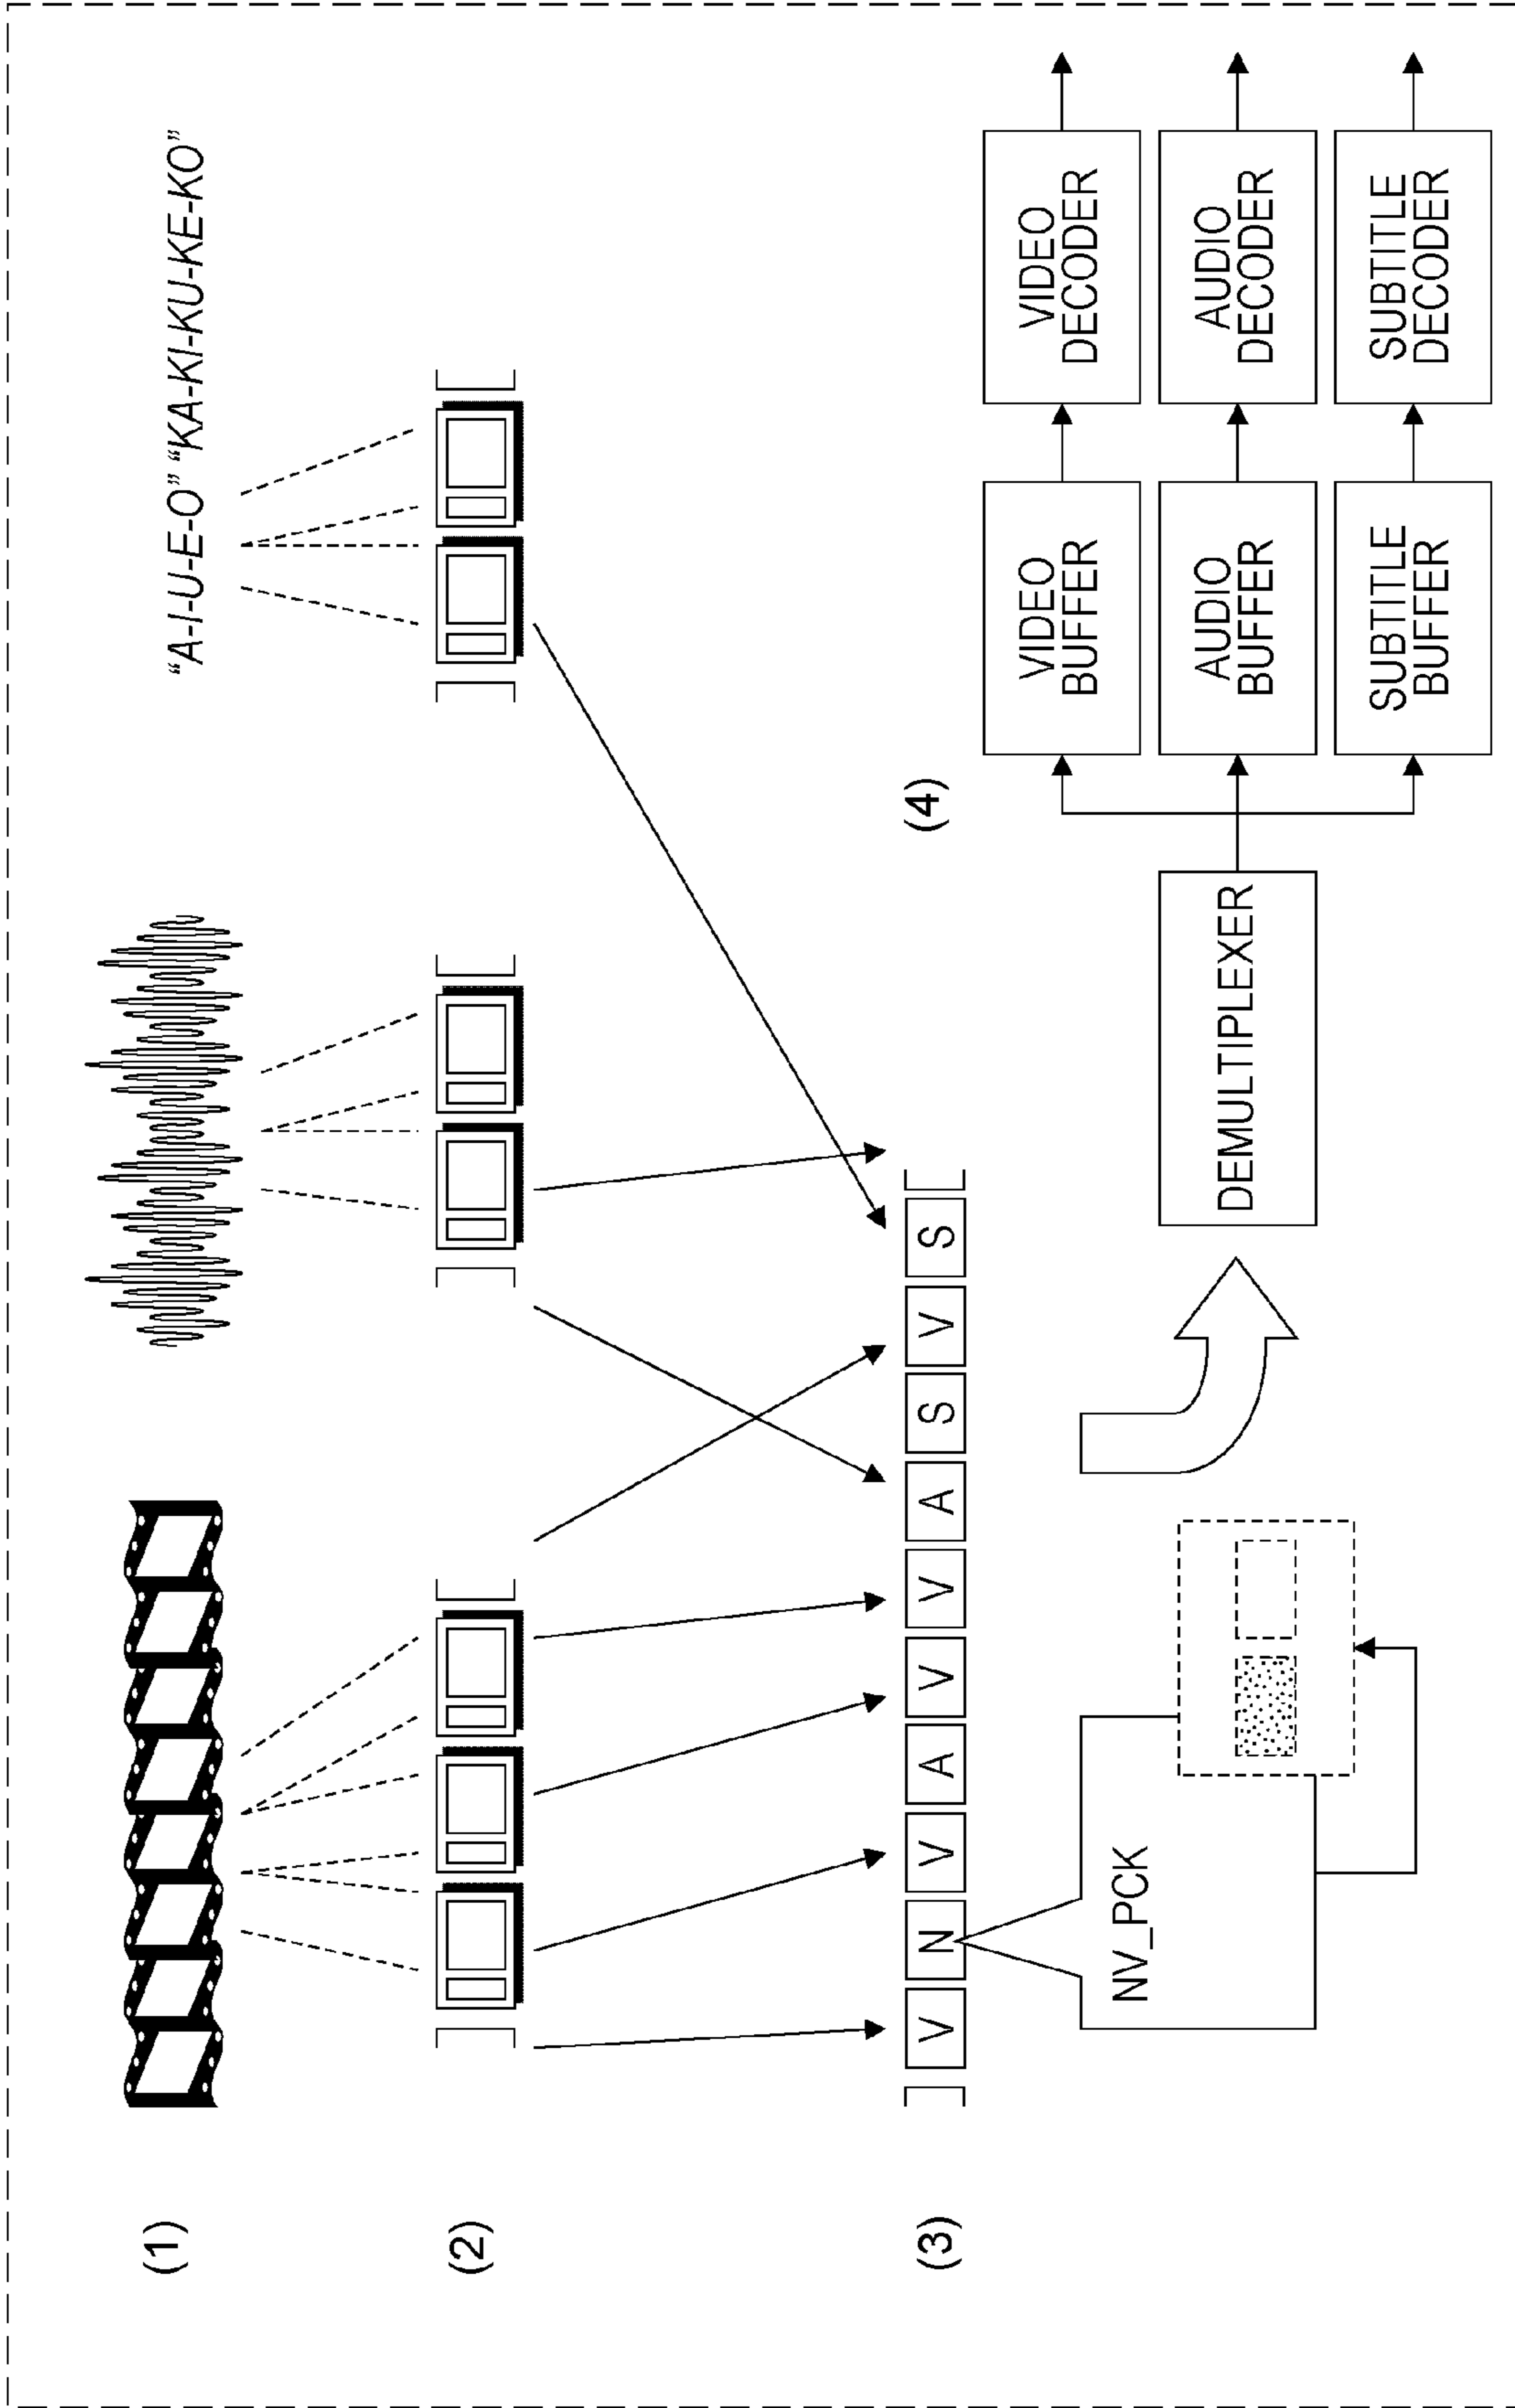 (1)
“A-I-U-E-O” “KA-KI-KU-KE-KO”
(2)
(3)
V N V A V V A S V S
NV_PCK
(4)
DEMULTIPLEXER
VIDEO
BUFFER
VIDEO
DECODER
AUDIO
BUFFER
AUDIO
DECODER
SUBTITLE
BUFFER
SUBTITLE
DECODER